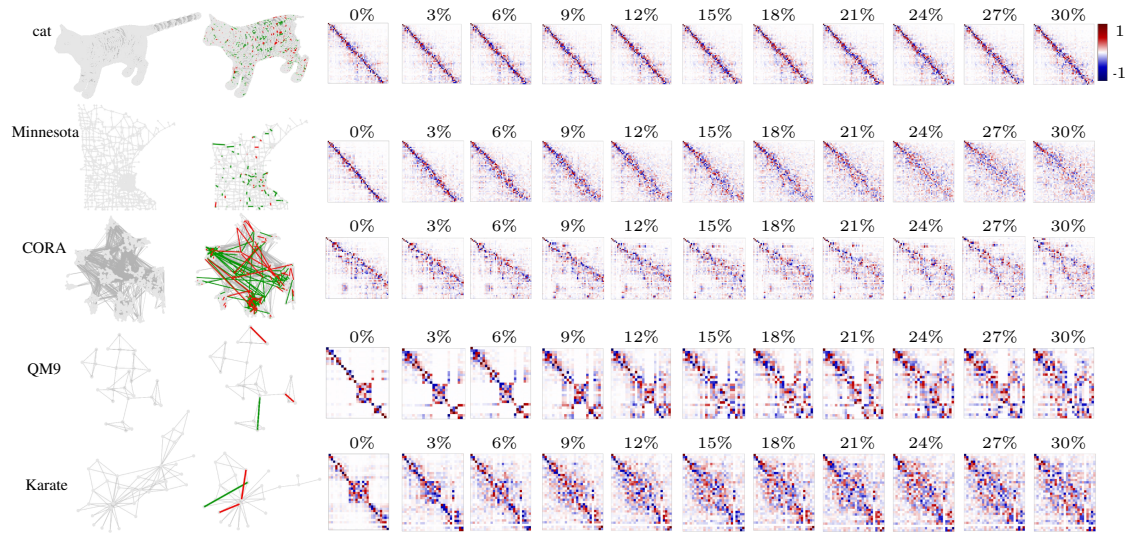 0% 3% 6% 9% 12% 15% 18% 21% 24% 27% 30%
cat
1
-1
0% 3% 6% 9% 12% 15% 18% 21% 24% 27% 30%
Minnesota
0% 3% 6% 9% 12% 15% 18% 21% 24% 27% 30%
CORA
0% 3% 6% 9% 12% 15% 18% 21% 24% 27% 30%
QM9
0% 3% 6% 9% 12% 15% 18% 21% 24% 27% 30%
Karate